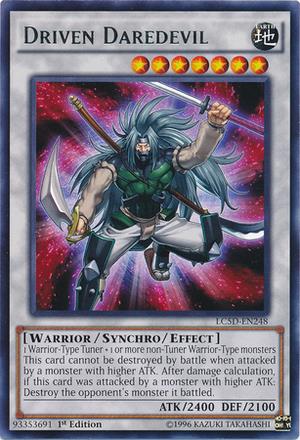 DRIVEN DAREDEVIL
EARTH
地
LC5D-EN248
[WARRIOR / SYNCHRO / EFFECT]
1 Warrior-Type Tuner + 1 or more non-Tuner Warrior-Type monsters
This card cannot be destroyed by battle when attacked
by a monster with higher ATK. After damage calculation,
if this card attacked a monster with higher ATK:
Destroy the opponent's monster it battled.
ATK/2400 DEF/2100
93353691 1st Edition ©1996 KAZUKI TAKAHASHI